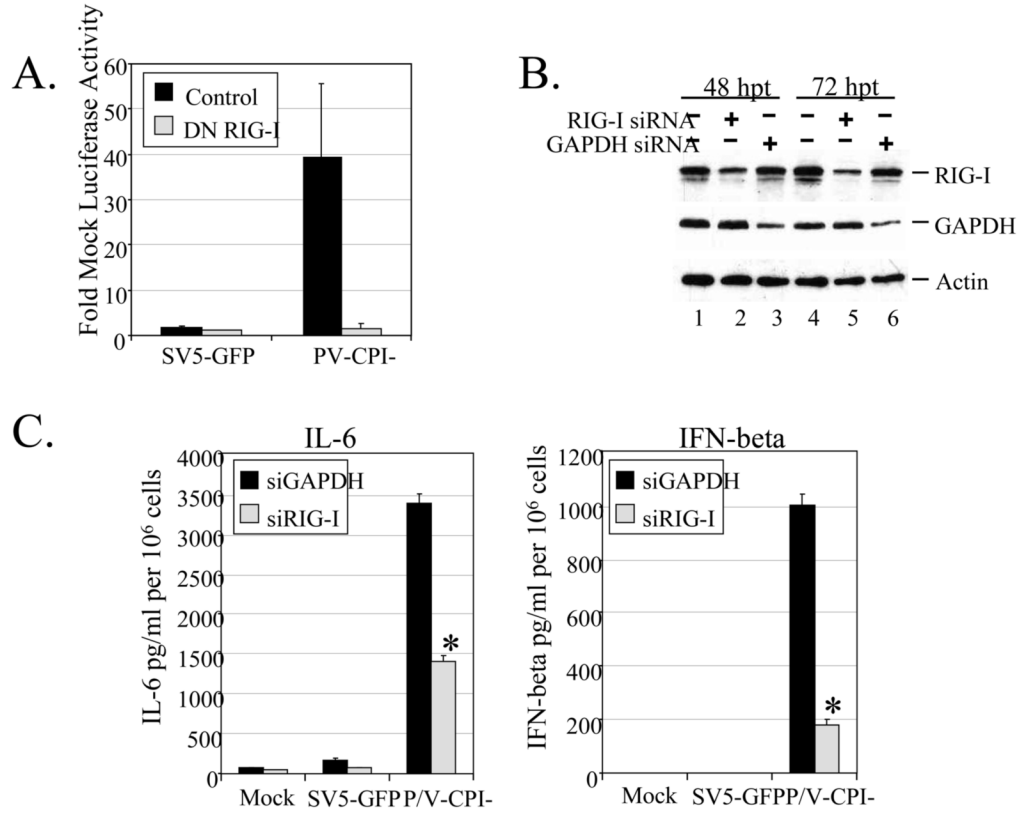 A.
Fold Mock Luciferase Activity
60
50
40
30
20
10
0
Control
DN RIG-I
SV5-GFP PV-CPI-
B.
48 hpt 72 hpt
RIG-I siRNA - + - - + -
GAPDH siRNA - - + - - +
RIG-I
GAPDH
Actin
1 2 3 4 5 6
C.
IL-6
IL-6 pg/ml per 10⁶ cells
4000
3500
3000
2500
2000
1500
1000
500
0
siGAPDH
siRIG-I
*
Mock SV5-GFP P/V-CPI-
IFN-beta
IFN-beta pg/ml per 10⁶ cells
1200
1000
800
600
400
200
0
siGAPDH
siRIG-I
*
Mock SV5-GFP P/V-CPI-